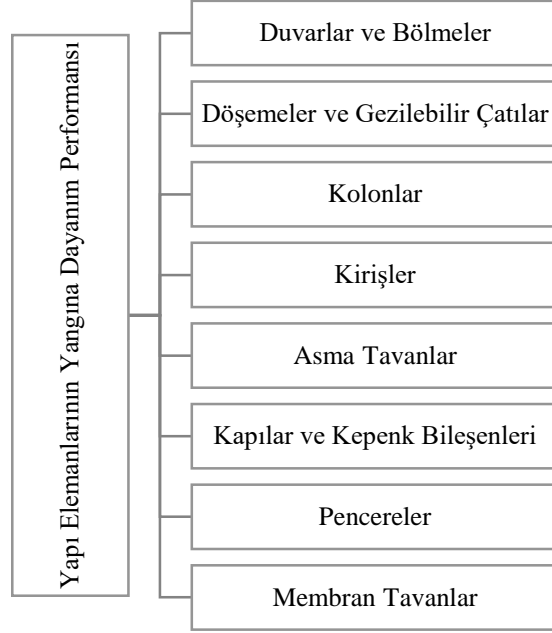 Yapı Elemanlarının Yangına Dayanım Performansı
Duvarlar ve Bölmeler
Döşemeler ve Gezilebilir Çatılar
Kolonlar
Kirişler
Asma Tavanlar
Kapılar ve Kepenk Bileşenleri
Pencereler
Membran Tavanlar